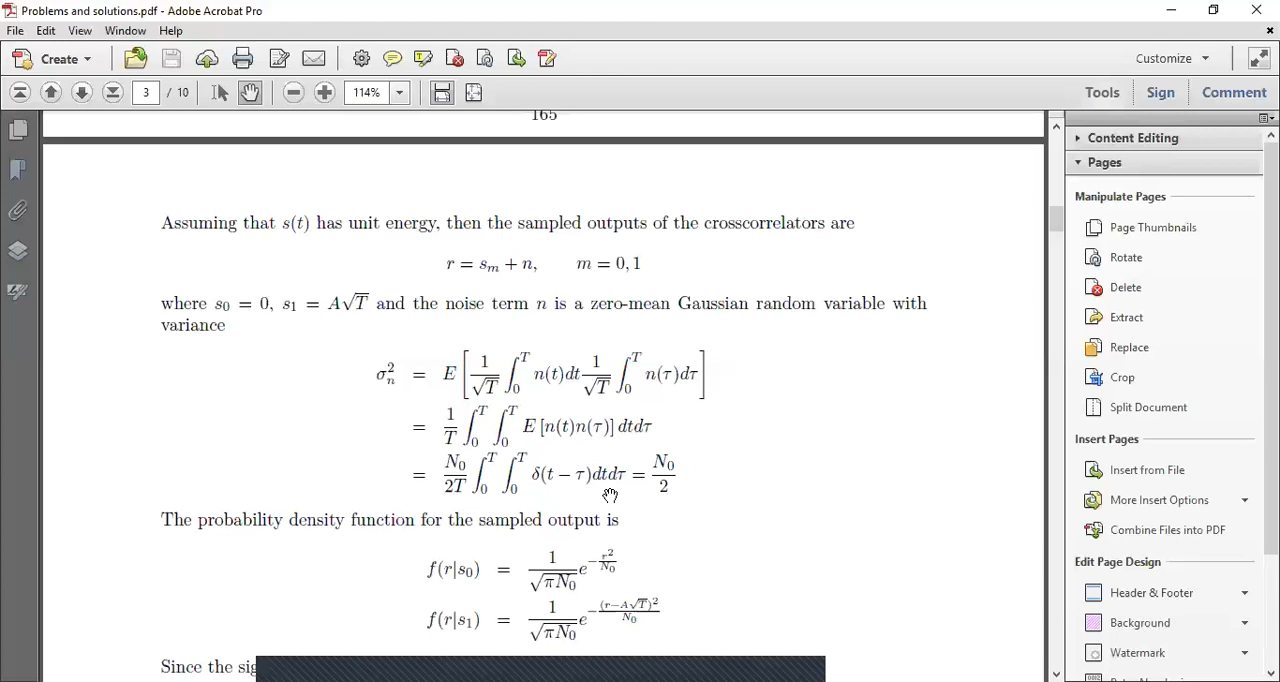 Problems and solutions.pdf - Adobe Acrobat Pro
File Edit View Window Help
Create Customize
3 / 10 114% Tools Sign Comment
165
Assuming that s(t) has unit energy, then the sampled outputs of the crosscorrelators are
r = s_m + n, m = 0, 1
where s_0 = 0, s_1 = A√T and the noise term n is a zero-mean Gaussian random variable with
variance
σ_n^2 = E [ 1/√T ∫_0^T n(t)dt 1/√T ∫_0^T n(τ)dτ ]
= 1/T ∫_0^T ∫_0^T E [n(t)n(τ)] dtdτ
= N_0/2T ∫_0^T ∫_0^T δ(t − τ)dtdτ = N_0/2
The probability density function for the sampled output is
f(r|s_0) = 1/√(πN_0) e^{−r^2/N_0}
f(r|s_1) = 1/√(πN_0) e^{−(r−A√T)^2/N_0}
Since the
Content Editing
Pages
Manipulate Pages
Page Thumbnails
Rotate
Delete
Extract
Replace
Crop
Split Document
Insert Pages
Insert from File
More Insert Options
Combine Files into PDF
Edit Page Design
Header & Footer
Background
Watermark